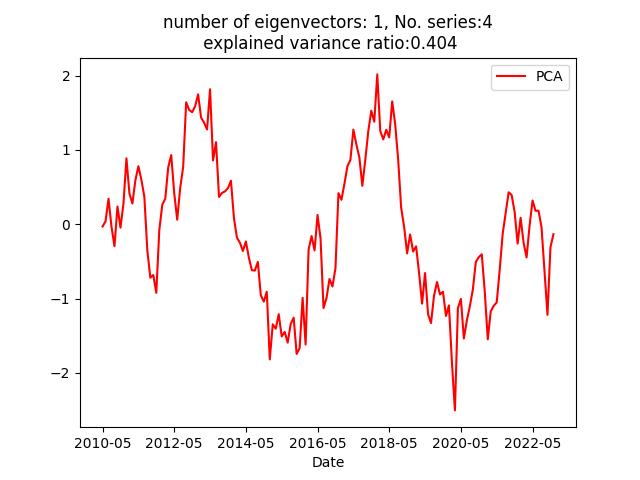 number of eigenvectors: 1, No. series:4
explained variance ratio:0.404
PCA
2
1
0
−1
−2
2010-05 2012-05 2014-05 2016-05 2018-05 2020-05 2022-05
Date